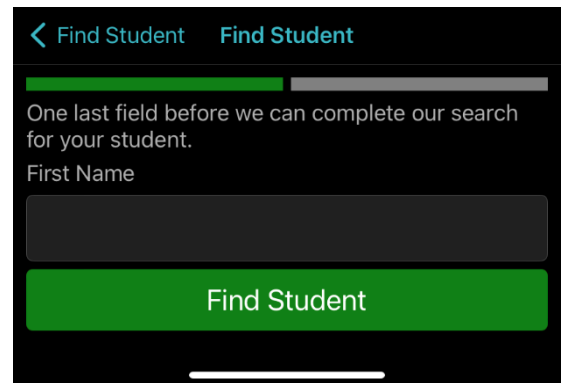 Find Student Find Student
One last field before we can complete our search
for your student.
First Name
Find Student